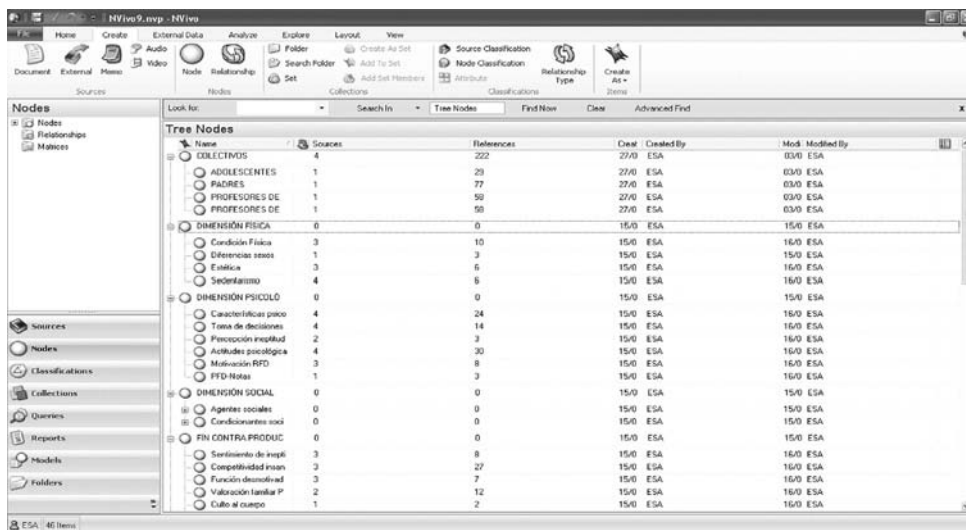 NVivo9.nvp - NVivo
File Home Create External Data Analyze Explore Layout View
Document External Memo Audio Video Node Relationship Folder Search Folder Set Create As Set Add To Set Add Set Members Source Classification Node Classification Attribute Relationship Type Create As
Sources Nodes Collections Classifications Items
Nodes
Nodes
Relationships
Matrices
Sources
Nodes
Classifications
Collections
Queries
Reports
Models
Folders
Look for: Search In Tree Nodes Find Now Clear Advanced Find X
Tree Nodes
Name Sources References Creat Created By Modi Modified By
COLECTIVOS 4 222 27/0 ESA 03/0 ESA
ADOLESCENTES 1 29 27/0 ESA 03/0 ESA
PADRES 1 77 27/0 ESA 03/0 ESA
PROFESORES DE 1 27/0 ESA 03/0 ESA
PROFESORES DE 1 27/0 ESA 03/0 ESA
DIMENSIÓN FÍSICA 0 0 15/0 ESA 15/0 ESA
Condición Física 3 10 15/0 ESA 16/0 ESA
Diferencias sexos 1 3 15/0 ESA 16/0 ESA
Estética 3 6 15/0 ESA 16/0 ESA
Sedentarismo 4 6 15/0 ESA 16/0 ESA
DIMENSIÓN PSICOLÓ 0 0 15/0 ESA 15/0 ESA
Características psico 4 24 15/0 ESA 16/0 ESA
Toma de decisiones 4 14 15/0 ESA 16/0 ESA
Percepción ineptitud 2 3 15/0 ESA 16/0 ESA
Actitudes psicológica 4 30 15/0 ESA 16/0 ESA
Motivación RFD 3 8 15/0 ESA 16/0 ESA
PFD-Notas 1 3 15/0 ESA 16/0 ESA
DIMENSIÓN SOCIAL 0 0 15/0 ESA 15/0 ESA
Agentes sociales 0 0 15/0 ESA 15/0 ESA
Condicionantes soci 0 0 15/0 ESA 16/0 ESA
FIN CONTRA.PRODUC 0 0 15/0 ESA 15/0 ESA
Sentimiento de inepti 3 8 15/0 ESA 16/0 ESA
Competitividad insan 3 27 15/0 ESA 16/0 ESA
Función desmotivad 3 7 15/0 ESA 16/0 ESA
Valoración familiar P 2 12 15/0 ESA 16/0 ESA
Culto al cuerpo 1 2 15/0 ESA 16/0 ESA
ESA 46 Items